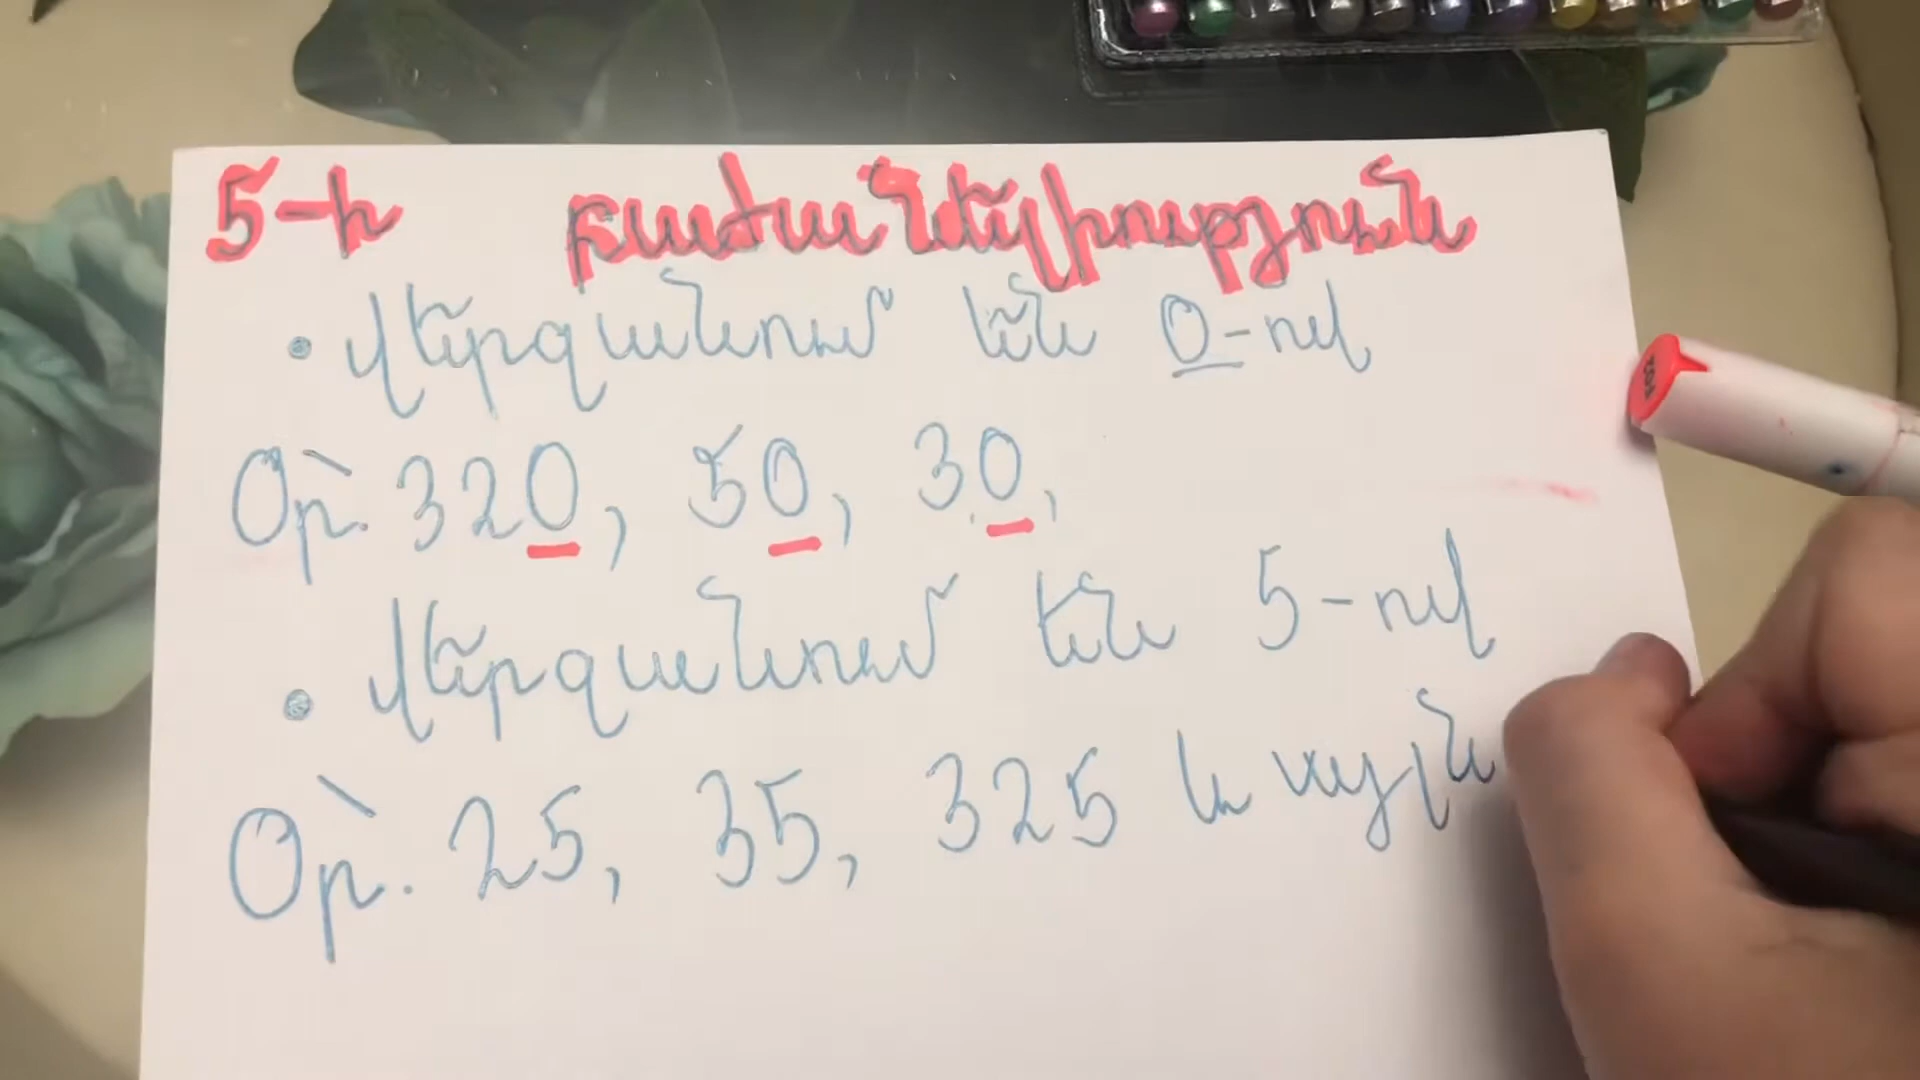 5-ի բաժանելիություն
• վերջանում են 0-ով
Օր․՝ 320, 50, 30,
• վերջանում են 5-ով
Օր․՝ 25, 35, 325 և այլն